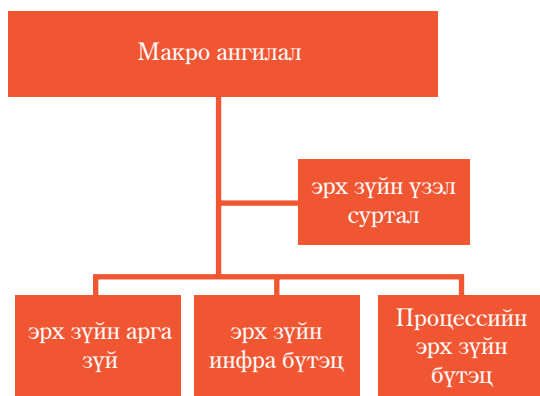 Макро ангилал
эрх зүйн үзэл
суртал
эрх зүйн арга
зүй
эрх зүйн
инфра бүтэц
Процессийн
эрх зүйн
бүтэц